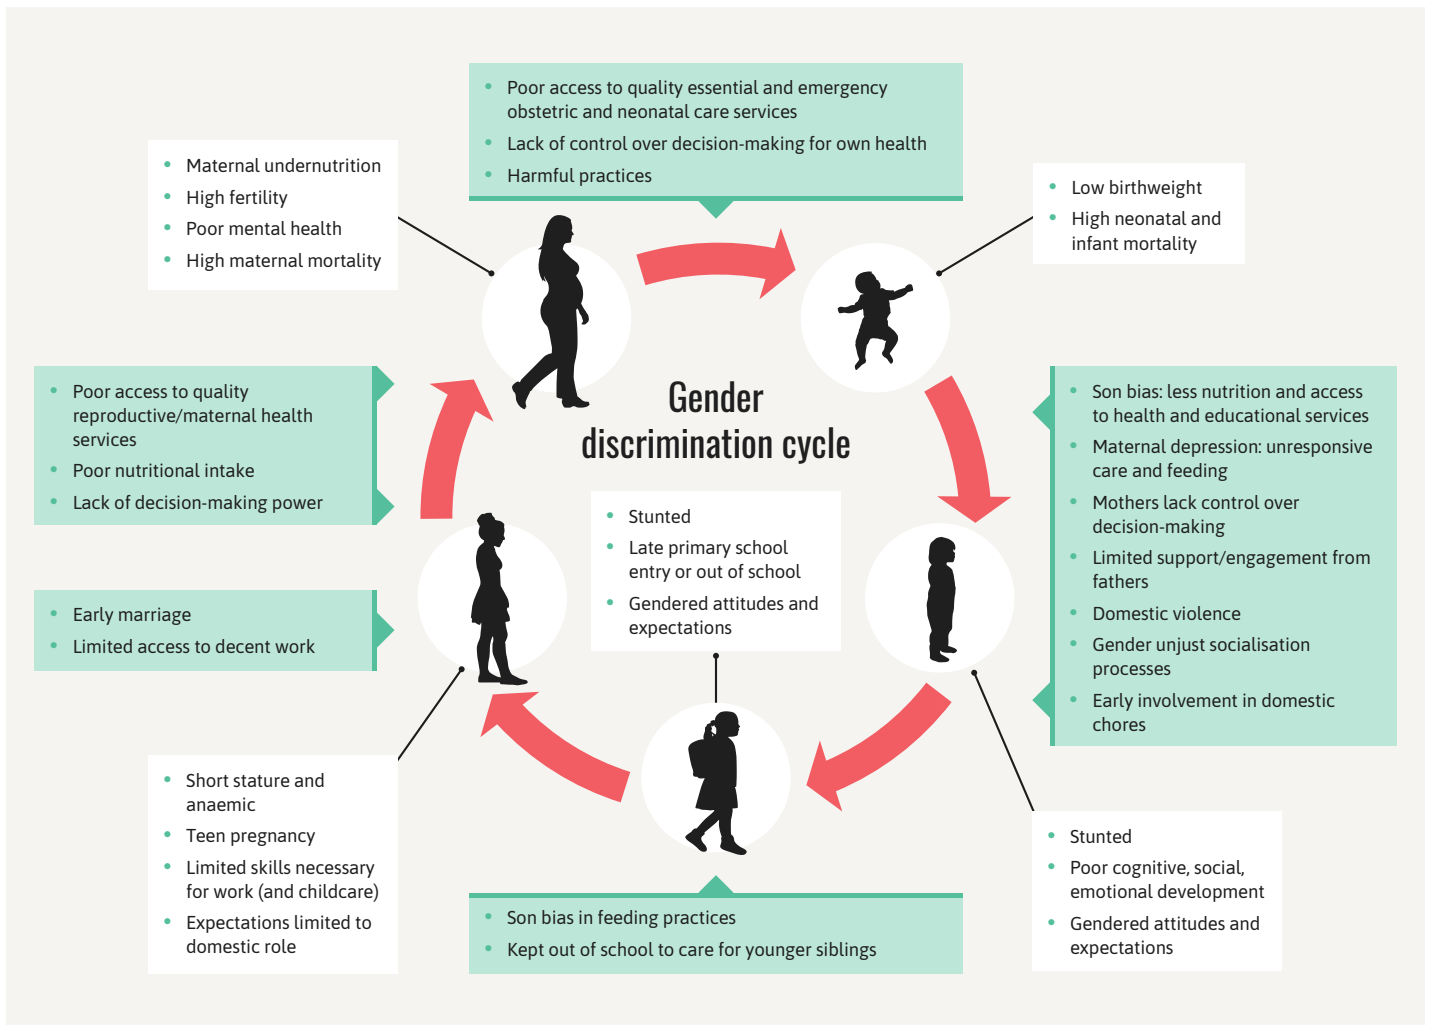 • Poor access to quality essential and emergency
obstetric and neonatal care services
• Lack of control over decision-making for own health
• Harmful practices
• Maternal undernutrition
• High fertility
• Poor mental health
• High maternal mortality
• Low birthweight
• High neonatal and
infant mortality
• Poor access to quality
reproductive/maternal health
services
• Poor nutritional intake
• Lack of decision-making power
Gender
discrimination cycle
• Son bias: less nutrition and access
to health and educational services
• Maternal depression: unresponsive
care and feeding
• Mothers lack control over
decision-making
• Limited support/engagement from
fathers
• Domestic violence
• Gender unjust socialisation
processes
• Early involvement in domestic
chores
• Stunted
• Late primary school
entry or out of school
• Gendered attitudes and
expectations
• Early marriage
• Limited access to decent work
• Short stature and
anaemic
• Teen pregnancy
• Limited skills necessary
for work (and childcare)
• Expectations limited to
domestic role
• Son bias in feeding practices
• Kept out of school to care for younger siblings
• Stunted
• Poor cognitive, social,
emotional development
• Gendered attitudes and
expectations